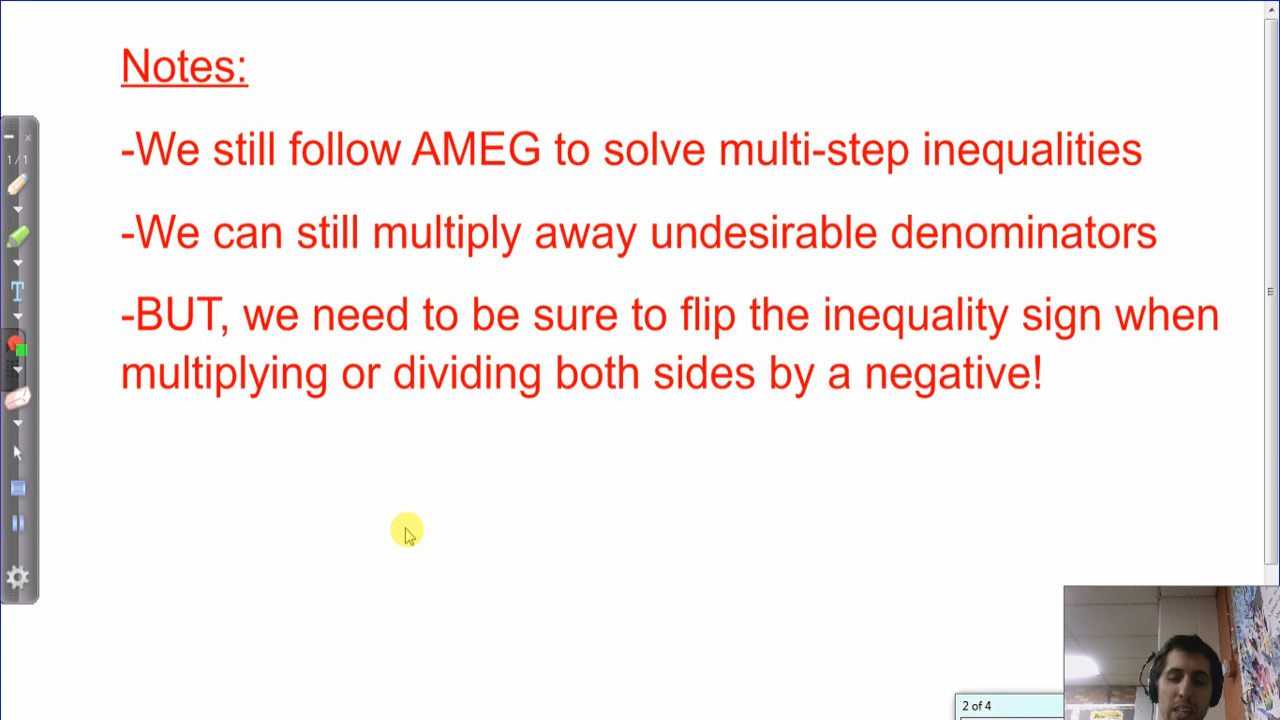 Notes:
-We still follow AMEG to solve multi-step inequalities
-We can still multiply away undesirable denominators
-BUT, we need to be sure to flip the inequality sign when
multiplying or dividing both sides by a negative!
1/1
T
2 of 4